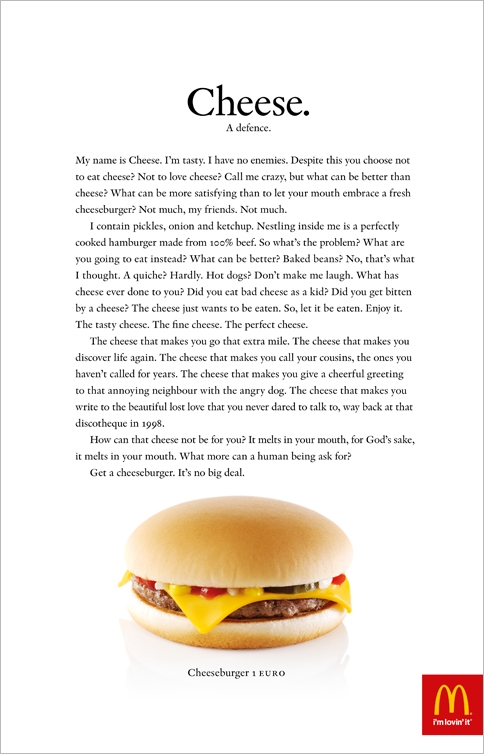 Cheese.
A defence.
My name is Cheese. I'm tasty. I have no enemies. Despite this you choose not
to eat cheese? Not to love cheese? Call me crazy, but what can be better than
cheese? What can be more satisfying than to let your mouth embrace a fresh
cheeseburger? Not much, my friends. Not much.
I contain pickles, onion and ketchup. Nestling inside me is a perfectly
cooked hamburger made from 100% beef. So what's the problem? What are
you going to eat instead? What can be better? Baked beans? No, that's what
I thought. A quiche? Hardly. Hot dogs? Don't make me laugh. What has
cheese ever done to you? Did you eat bad cheese as a kid? Did you get bitten
by a cheese? The cheese just wants to be eaten. So, let it be eaten. Enjoy it.
The tasty cheese. The fine cheese. The perfect cheese.
The cheese that makes you go that extra mile. The cheese that makes you
discover life again. The cheese that makes you call your cousins, the ones you
haven't called for years. The cheese that makes you give a cheerful greeting
to that annoying neighbour with the angry dog. The cheese that makes you
write to the beautiful lost love that you never dared to talk to, way back at that
discotheque in 1998.
How can that cheese not be for you? It melts in your mouth, for God's sake,
it melts in your mouth. What more can a human being ask for?
Get a cheeseburger. It's no big deal.
Cheeseburger 1 EURO
i'm lovin' it